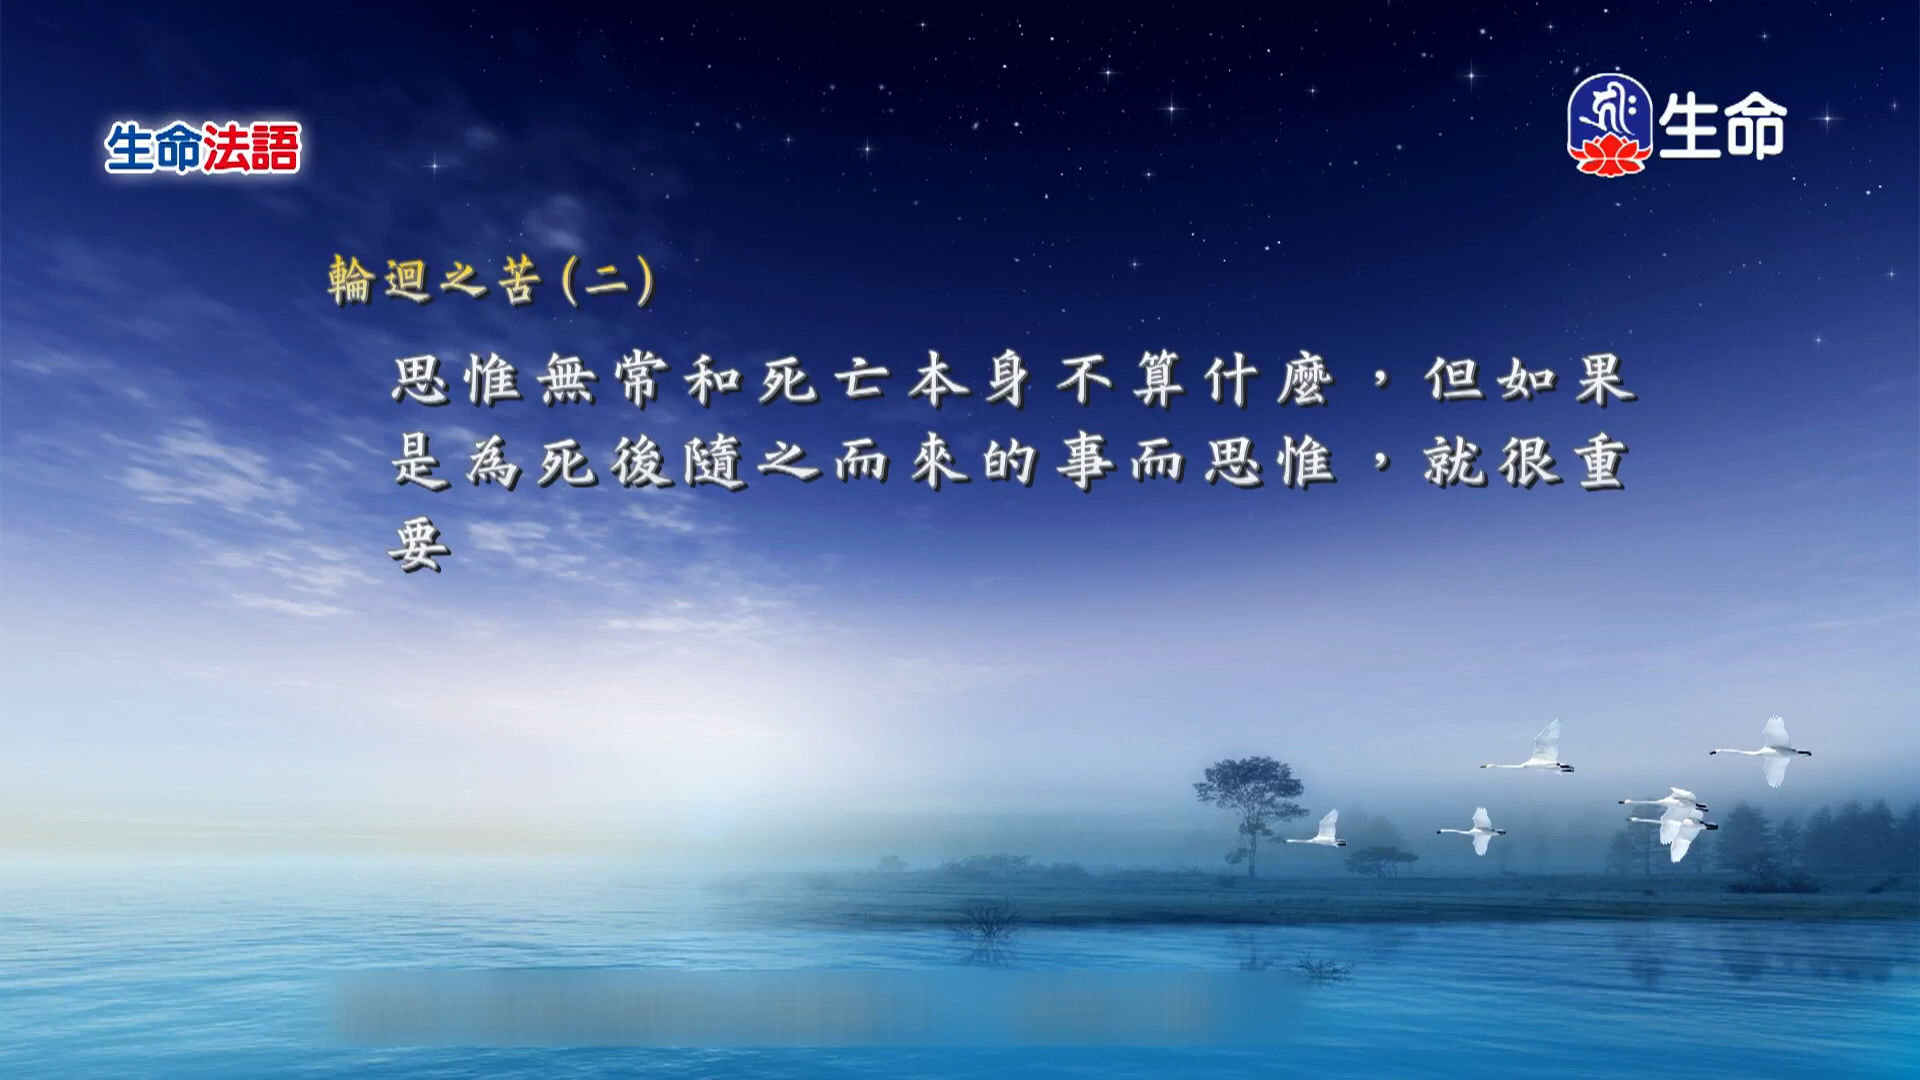 生命法語
生命
輪迴之苦(二)
思惟無常和死亡本身不算什麼，但如果
是為死後隨之而來的事而思惟，就很重
要